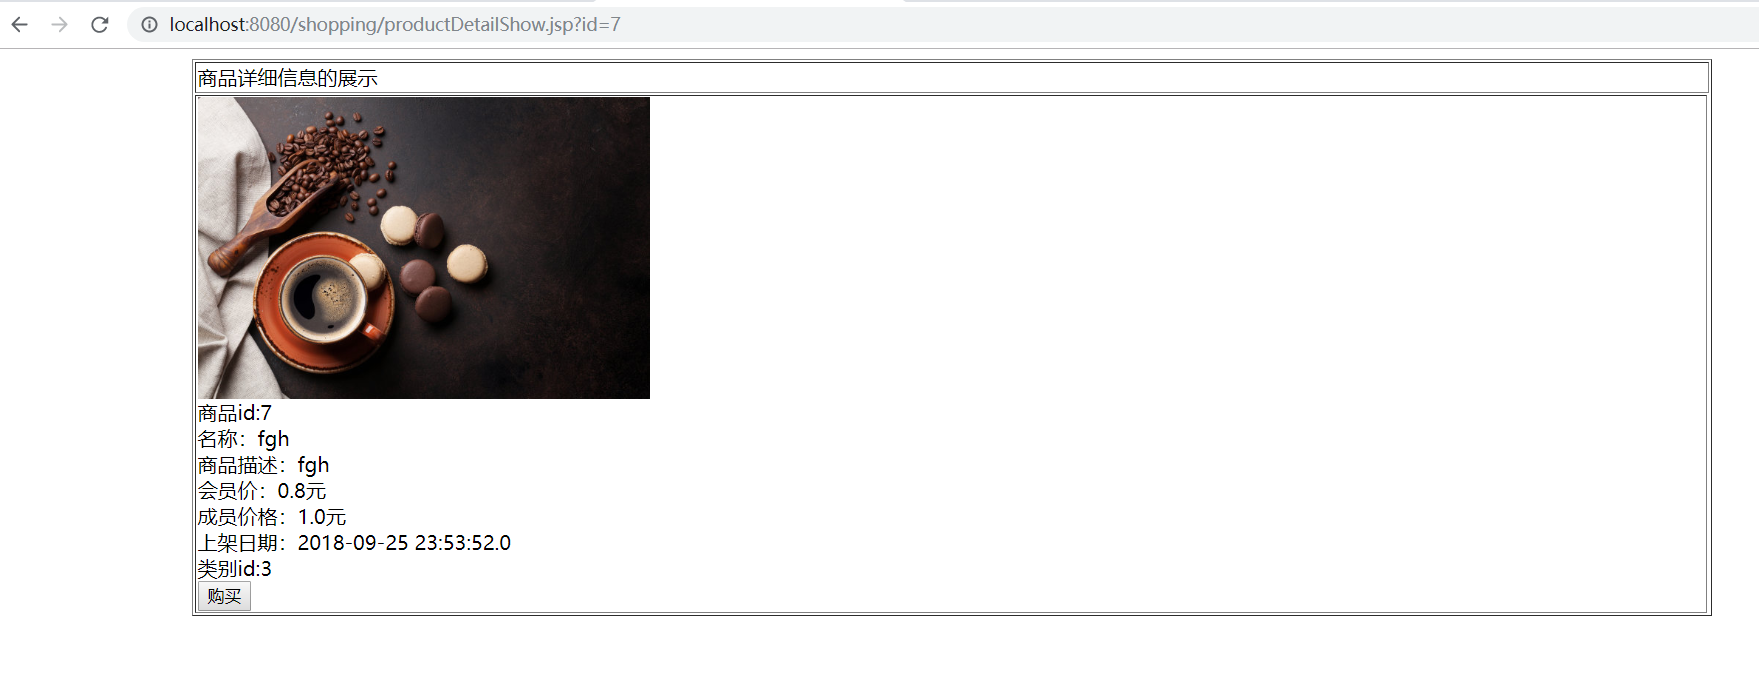 localhost:8080/shopping/productDetailShow.jsp?id=7
商品详细信息的展示
商品id:7
名称：fgh
商品描述：fgh
会员价：0.8元
成员价格：1.0元
上架日期：2018-09-25 23:53:52.0
类别id:3
购买